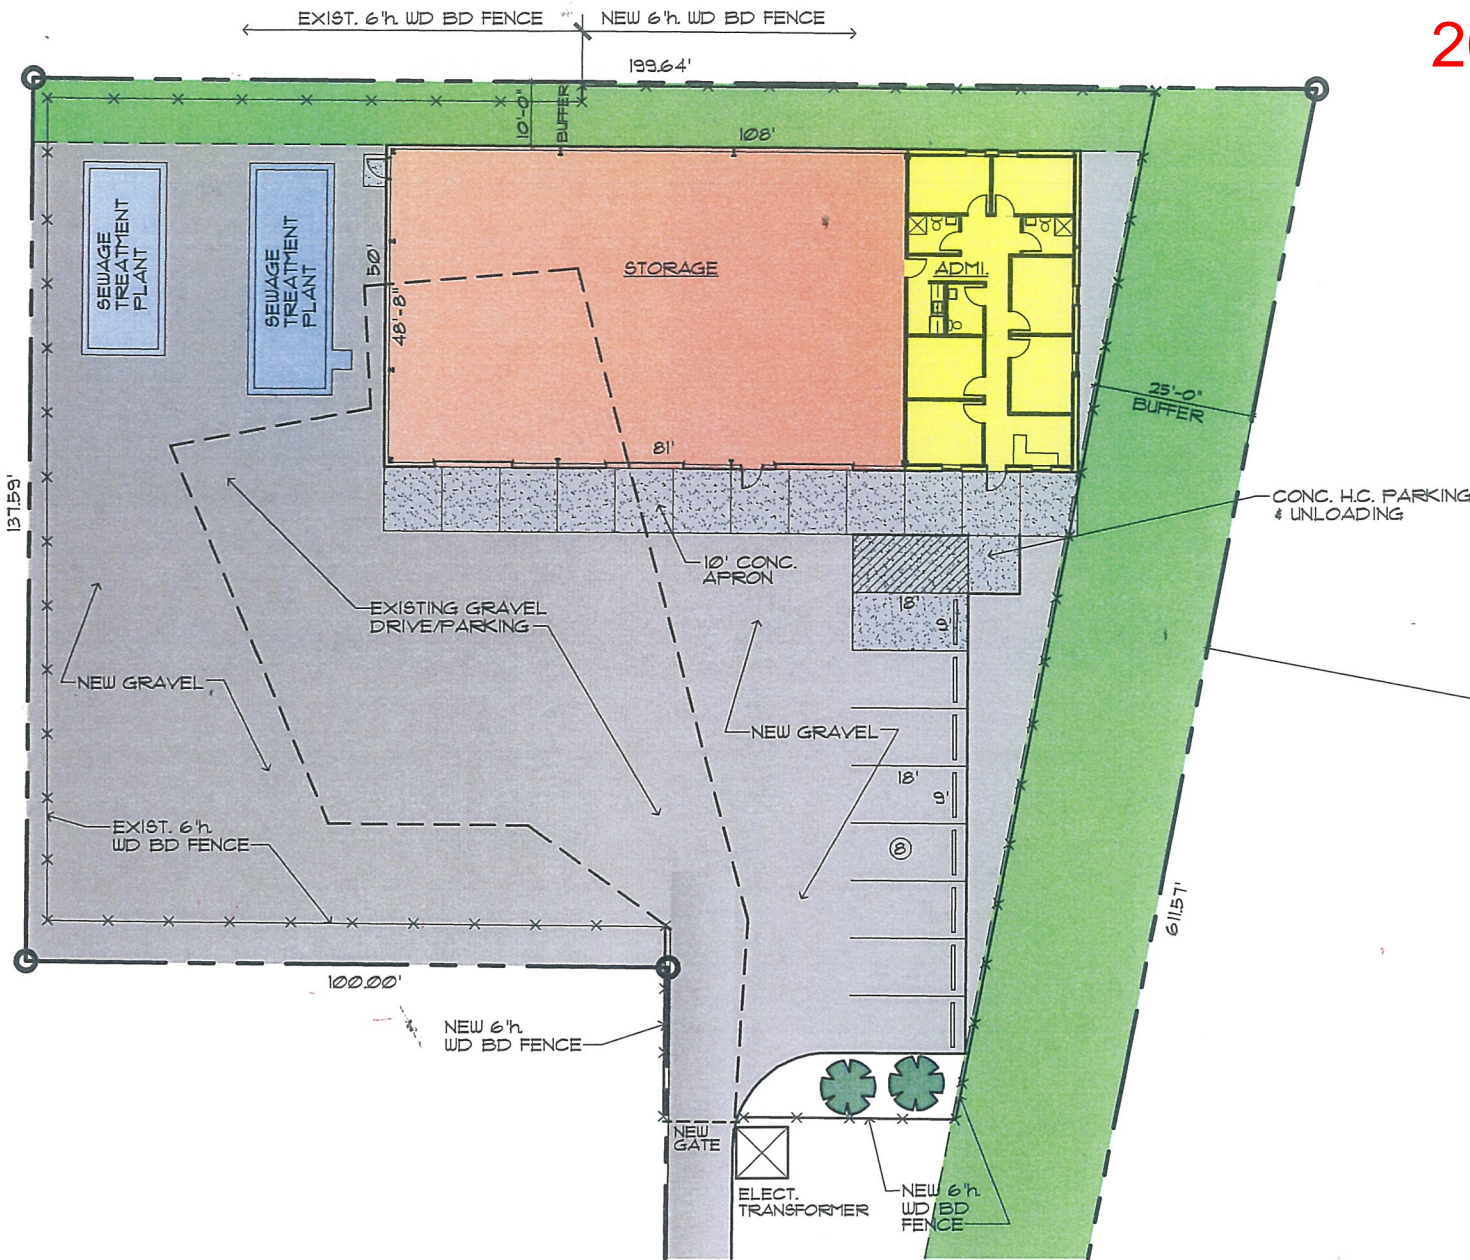 EXIST. 6'h WD BD FENCE
NEW 6'h WD BD FENCE
199.64'
10'-0"
BUFFER
108'
SEWAGE
TREATMENT
PLANT
SEWAGE
TREATMENT
PLANT
50'
48'-8"
STORAGE
ADMI.
25'-0"
BUFFER
81'
137.59'
CONC. H.C. PARKING
& UNLOADING
10' CONC.
APRON
18'
9'
EXISTING GRAVEL
DRIVE/PARKING
NEW GRAVEL
NEW GRAVEL
18'
9'
8
EXIST. 6'h
WD BD FENCE
611.57'
100.00'
NEW 6'h
WD BD FENCE
NEW
GATE
ELECT.
TRANSFORMER
NEW 6'h
WD BD
FENCE